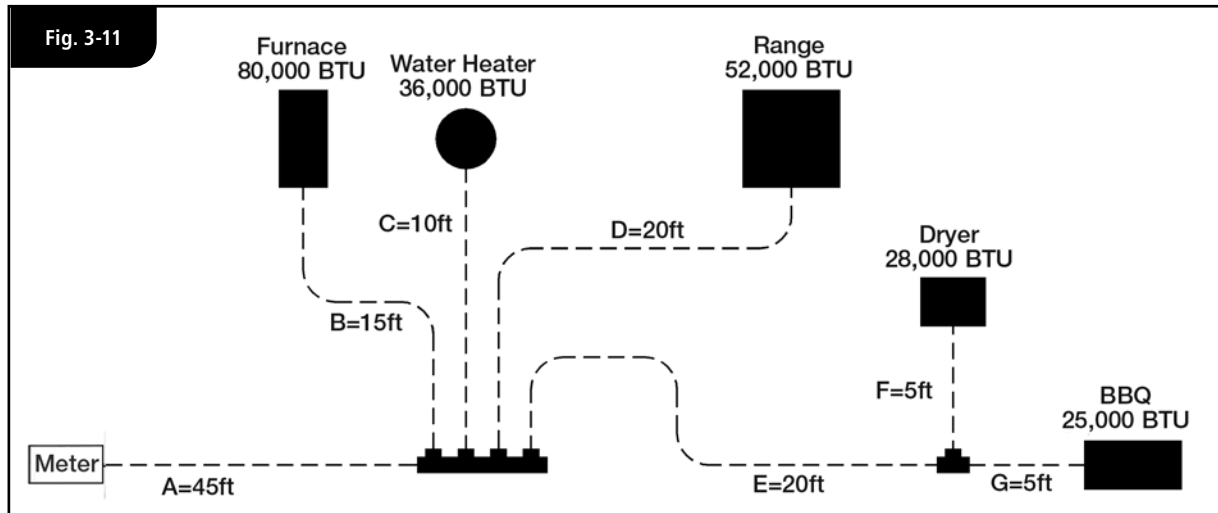 Fig. 3-11
Furnace
80,000 BTU
Water Heater
36,000 BTU
Range
52,000 BTU
C=10ft
D=20ft
Dryer
28,000 BTU
B=15ft
F=5ft
BBQ
25,000 BTU
Meter
A=45ft
E=20ft
G=5ft